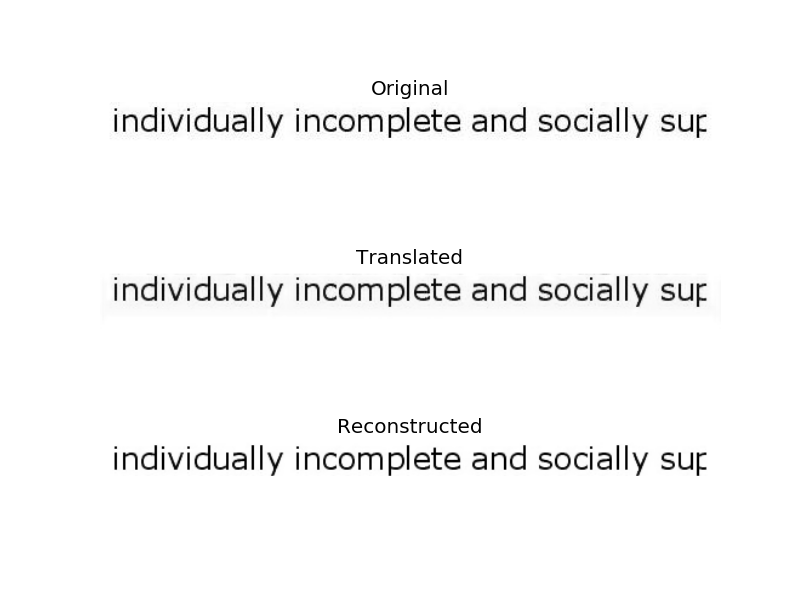 Original
individually incomplete and socially sup
Translated
individually incomplete and socially sup
Reconstructed
individually incomplete and socially sup